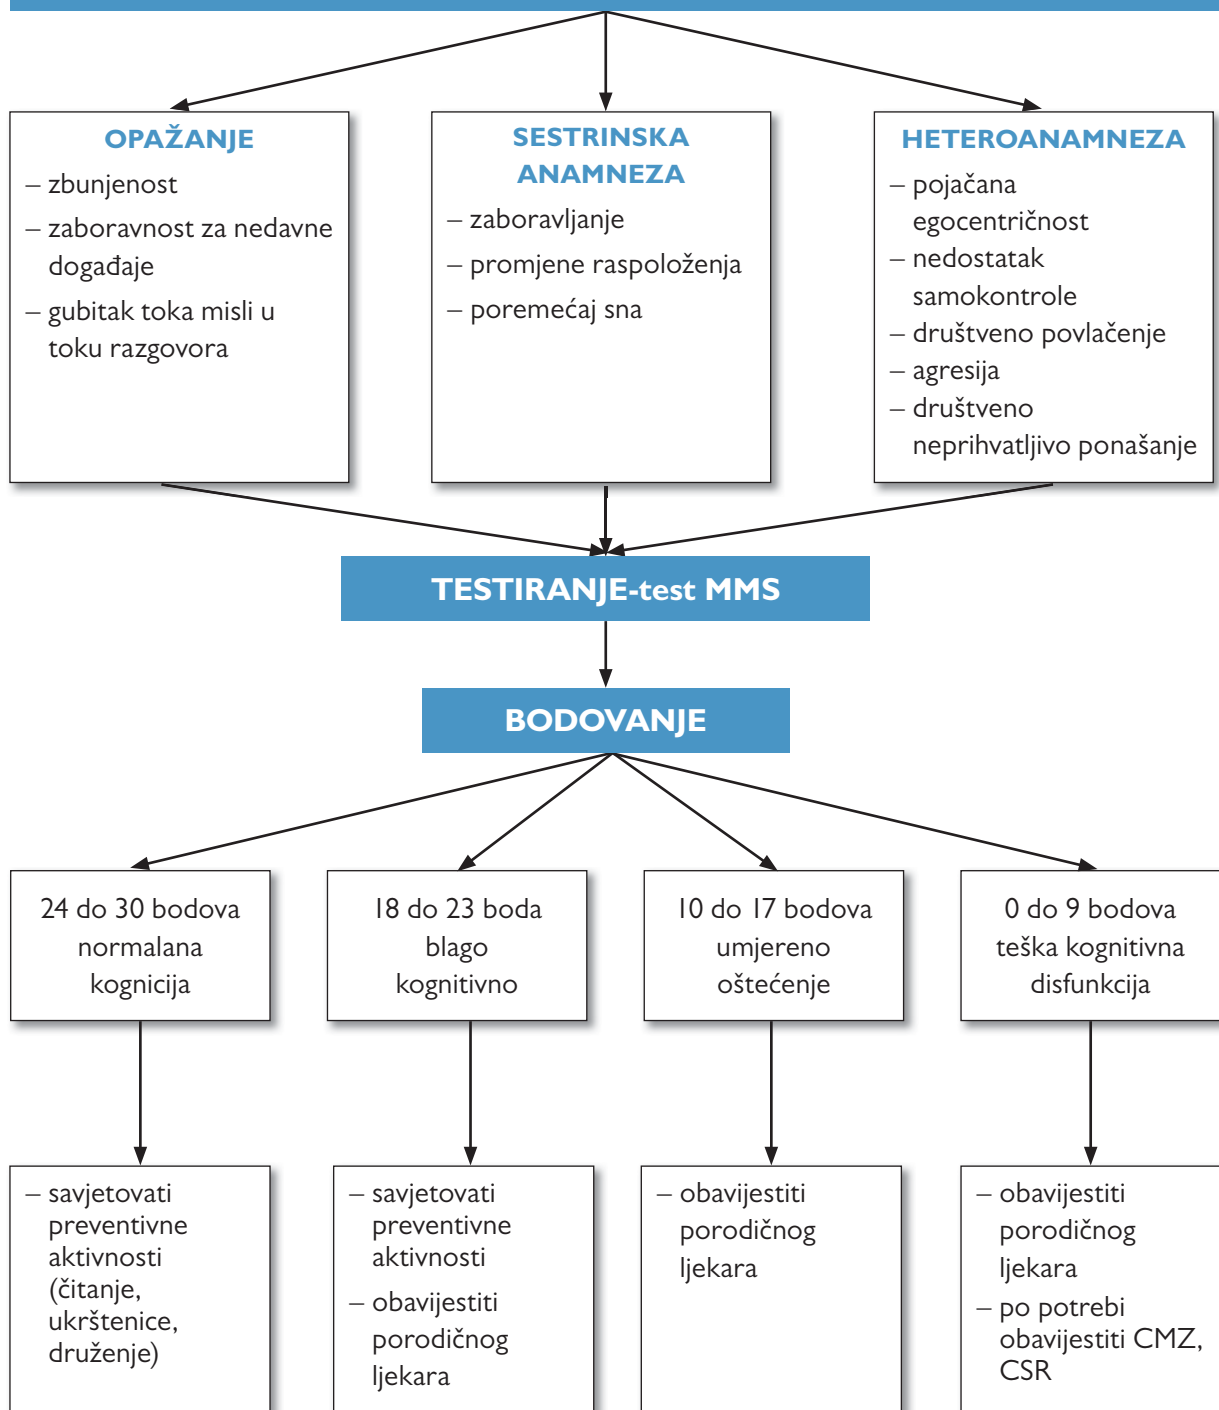 OPAŽANJE
– zbunjenost
– zaboravnost za nedavne
događaje
– gubitak toka misli u
toku razgovora
SESTRINSKA
ANAMNEZA
– zaboravljanje
– promjene raspoloženja
– poremećaj sna
HETEROANAMNEZA
– pojačana
egocentričnost
– nedostatak
samokontrole
– društveno povlačenje
– agresija
– društveno
neprihvatljivo ponašanje
TESTIRANJE-test MMS
BODOVANJE
24 do 30 bodova
normalana
kognicija
18 do 23 boda
blago
kognitivno
10 do 17 bodova
umjereno
oštećenje
0 do 9 bodova
teška kognitivna
disfunkcija
– savjetovati
preventivne
aktivnosti
(čitanje,
ukrštenice,
druženje)
– savjetovati
preventivne
aktivnosti
– obavijestiti
porodičnog
ljekara
– obavijestiti
porodičnog
ljekara
– obavijestiti
porodičnog
ljekara
– po potrebi
obavijestiti CMZ,
CSR